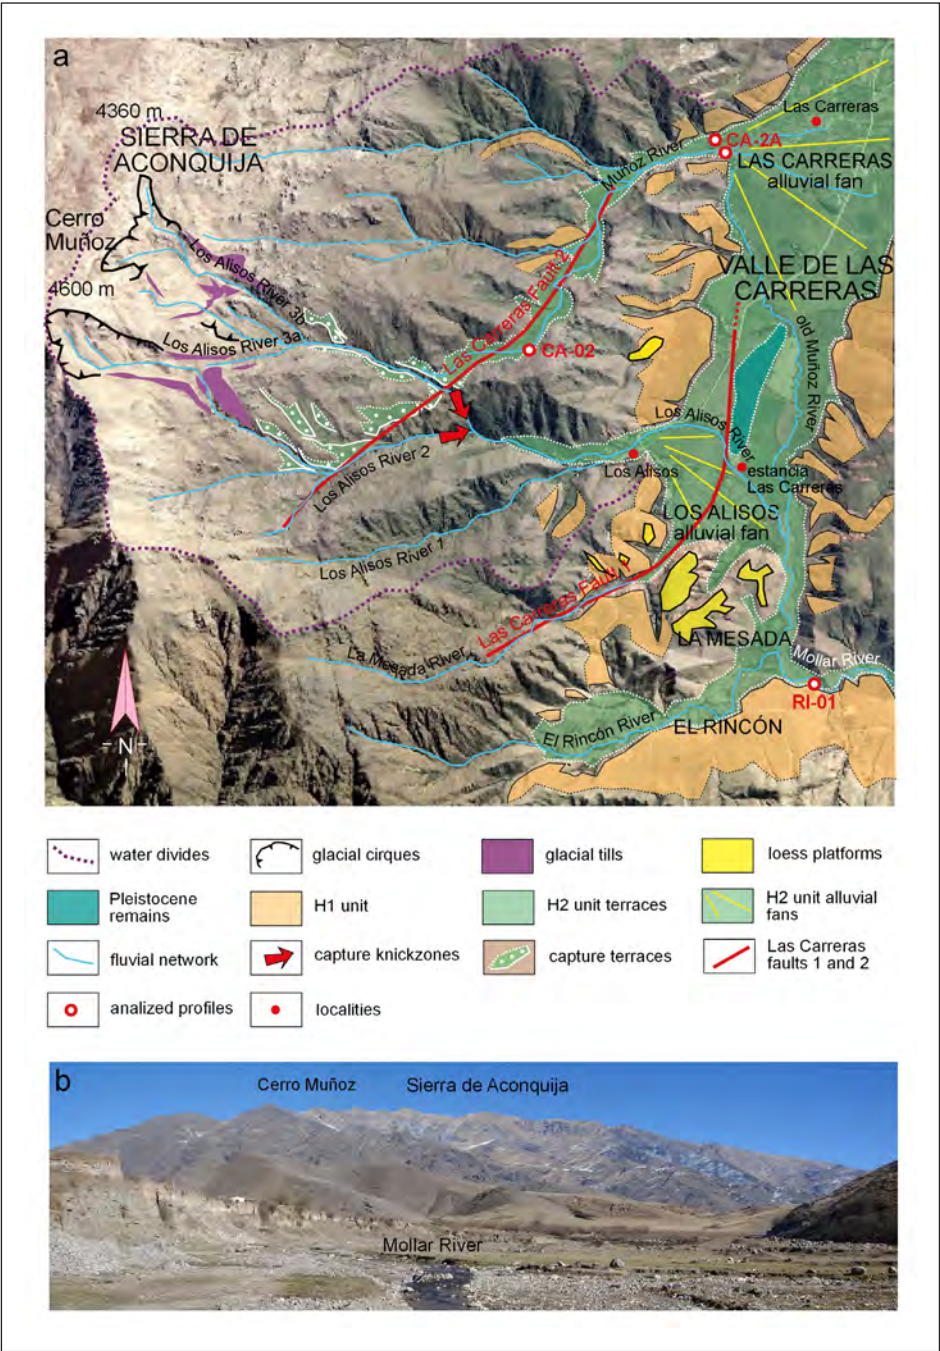 a
4360 m
SIERRA DE
ACONQUIJA
Cerro
Muñoz
4600 m
Los Alisos River 3b
Los Alisos River 3a
Las Carreras Fault 2
Muñoz River
CA-2A
Las Carreras
LAS CARRERAS
alluvial fan
VALLE DE LAS
CARRERAS
old Muñoz River
CA-02
Los Alisos River 2
Los Alisos River 1
Los Alisos River
Los Alisos
estancia
Las Carreras
LOS ALISOS
alluvial fan
Las Carreras Fault
La Mesada River
LA MESADA
Mollar River
RI-01
El Rincón River
EL RINCÓN
- N -
water divides
glacial cirques
glacial tills
loess platforms
Pleistocene
remains
H1 unit
H2 unit terraces
H2 unit alluvial
fans
fluvial network
capture knickzones
capture terraces
Las Carreras
faults 1 and 2
analized profiles
localities
b
Cerro Muñoz
Sierra de Aconquija
Mollar River